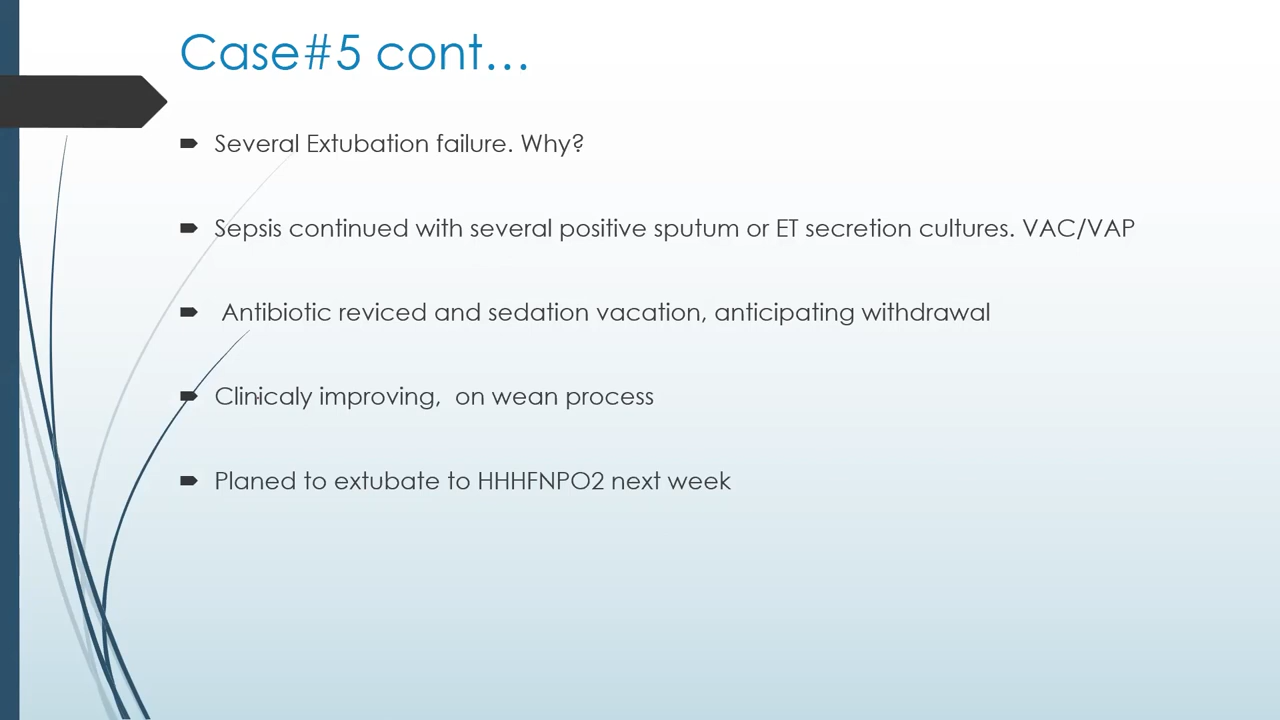 Case#5 cont…
Several Extubation failure. Why?
Sepsis continued with several positive sputum or ET secretion cultures. VAC/VAP
Antibiotic reviced and sedation vacation, anticipating withdrawal
Clinicaly improving,  on wean process
Planed to extubate to HHHFNPO2 next week